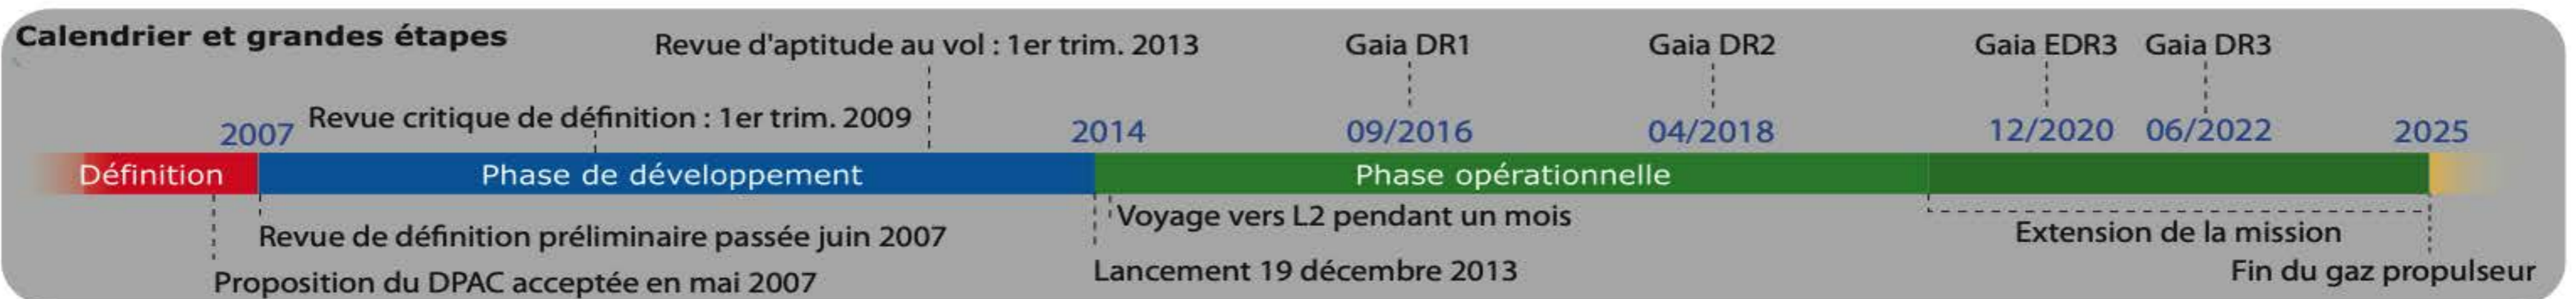 Calendrier et grandes étapes
Revue d'aptitude au vol : 1er trim. 2013
Gaia DR1
Gaia DR2
Gaia EDR3
Gaia DR3
2007
Revue critique de définition : 1er trim. 2009
2014
09/2016
04/2018
12/2020
06/2022
2025
Définition
Phase de développement
Phase opérationnelle
Voyage vers L2 pendant un mois
Revue de définition préliminaire passée juin 2007
Extension de la mission
Proposition du DPAC acceptée en mai 2007
Lancement 19 décembre 2013
Fin du gaz propulseur